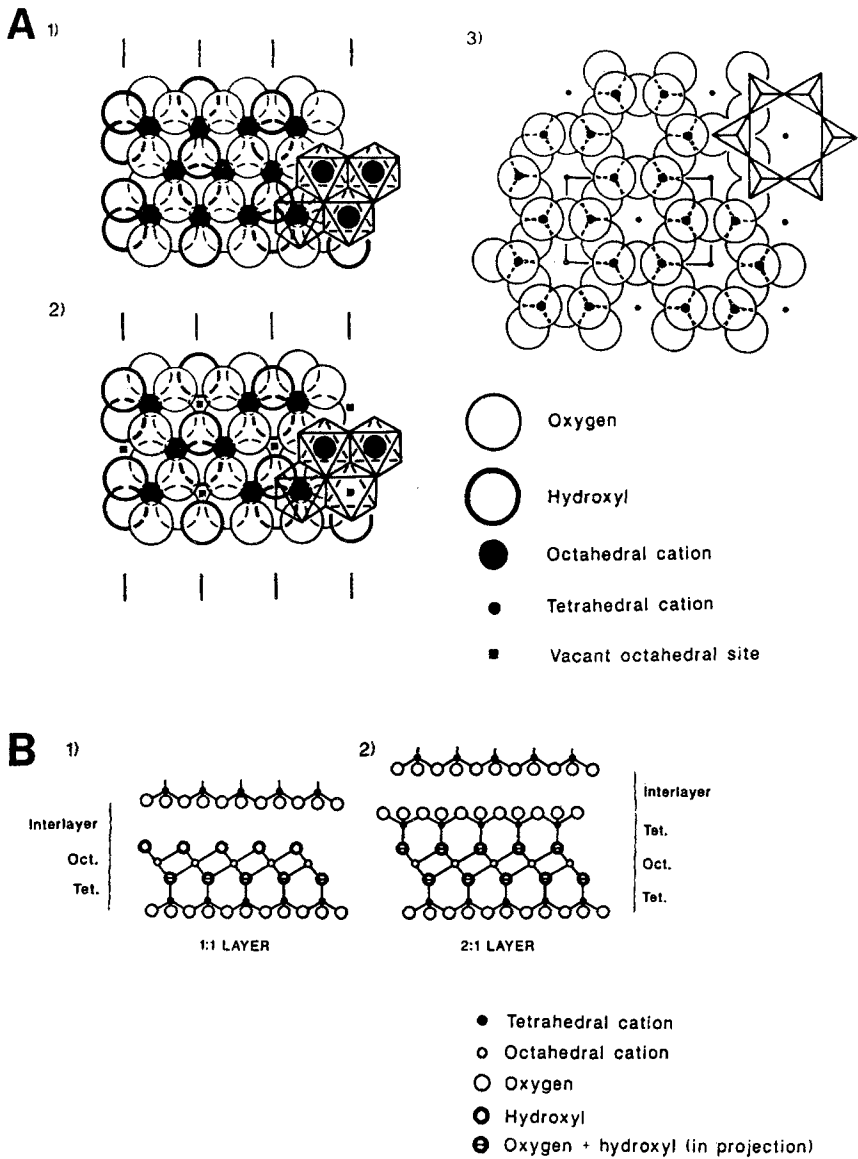 A 1)
3)
2)
Oxygen
Hydroxyl
Octahedral cation
Tetrahedral cation
Vacant octahedral site
B 1)
2)
Interlayer
Oct.
Tet.
1:1 LAYER
Interlayer
Tet.
Oct.
Tet.
2:1 LAYER
Tetrahedral cation
Octahedral cation
Oxygen
Hydroxyl
Oxygen + hydroxyl (in projection)